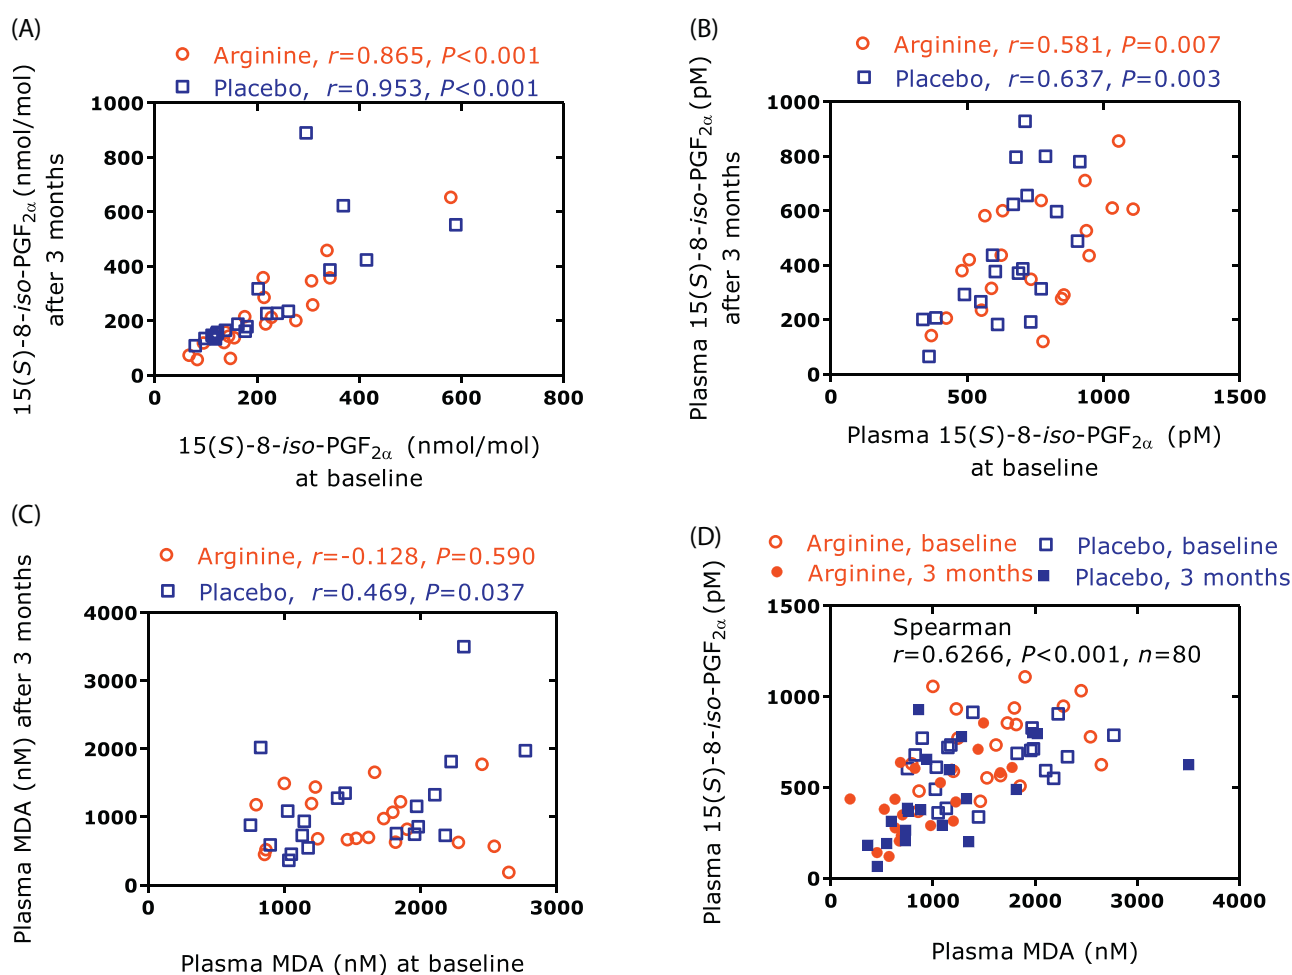 (A)
Arginine, r=0.865, P<0.001
Placebo, r=0.953, P<0.001
15(S)-8-iso-PGF2α (nmol/mol)
after 3 months
1000
800
600
400
200
0
0 200 400 600 800
15(S)-8-iso-PGF2α (nmol/mol)
at baseline
(B)
Arginine, r=0.581, P=0.007
Placebo, r=0.637, P=0.003
Plasma 15(S)-8-iso-PGF2α (pM)
after 3 months
1000
800
600
400
200
0
0 500 1000 1500
Plasma 15(S)-8-iso-PGF2α (pM)
at baseline
(C)
Arginine, r=-0.128, P=0.590
Placebo, r=0.469, P=0.037
Plasma MDA (nM) after 3 months
4000
3000
2000
1000
0
0 1000 2000 3000
Plasma MDA (nM) at baseline
(D)
Arginine, baseline Placebo, baseline
Arginine, 3 months Placebo, 3 months
Plasma 15(S)-8-iso-PGF2α (pM)
1500
1000
500
0
Spearman
r=0.6266, P<0.001, n=80
0 1000 2000 3000 4000
Plasma MDA (nM)